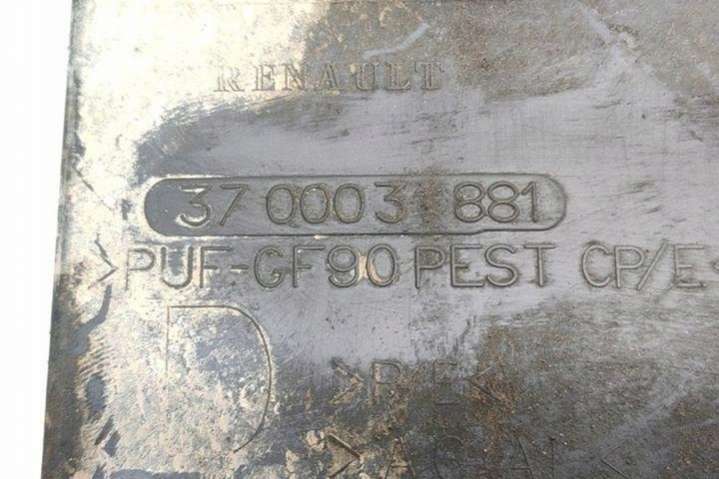 RENAULT
37 00031 881
>PUF-GF90 PEST CP/E<
D
>P/E<